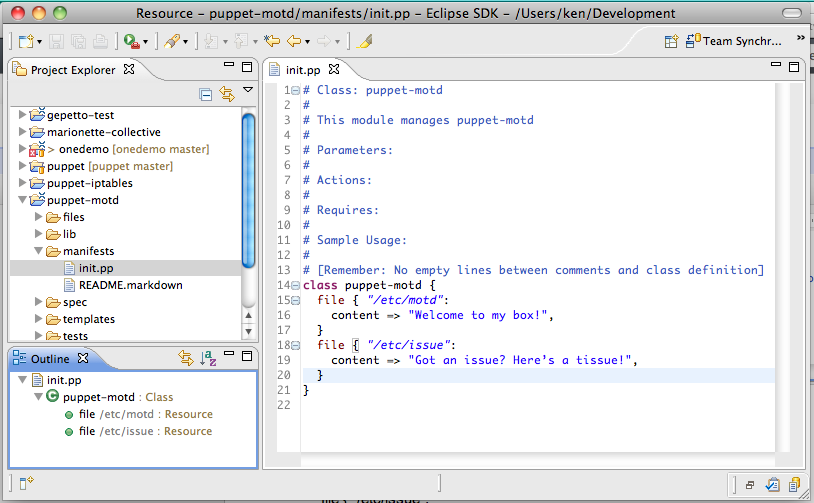 Resource - puppet-motd/manifests/init.pp - Eclipse SDK - /Users/ken/Development
Team Synchr...
Project Explorer
gepetto-test
marionette-collective
> onedemo [onedemo master]
puppet [puppet master]
puppet-iptables
puppet-motd
files
lib
manifests
init.pp
README.markdown
spec
templates
tests
Outline
init.pp
puppet-motd : Class
file /etc/motd : Resource
file /etc/issue : Resource
init.pp
1 # Class: puppet-motd
2 #
3 # This module manages puppet-motd
4 #
5 # Parameters:
6 #
7 # Actions:
8 #
9 # Requires:
10 #
11 # Sample Usage:
12 #
13 # [Remember: No empty lines between comments and class definition]
14 class puppet-motd {
15 file { "/etc/motd":
16 content => "Welcome to my box!",
17 }
18 file { "/etc/issue":
19 content => "Got an issue? Here's a tissue!",
20 }
21 }
22